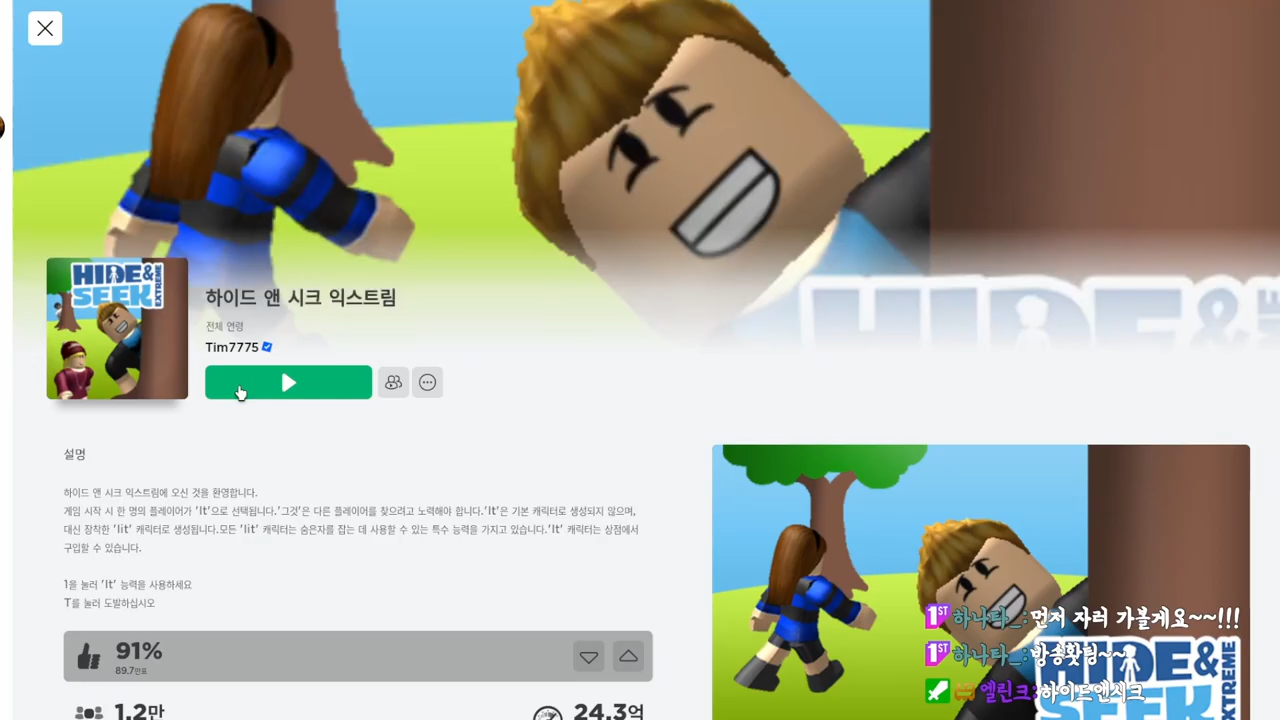 HIDE &
HIDE &
SEEK
EXTREME
하이드 앤 시크 익스트림
전체 연령
Tim7775
설명
하이드 앤 시크 익스트림에 오신 것을 환영합니다.
게임 시작 시 한 명의 플레이어가 'It'으로 선택됩니다.'그것'은 다른 플레이어를 찾으려고 노력해야 합니다.'It'은 기본 캐릭터로 생성되지 않으며,
대신 장착한 'lit' 캐릭터로 생성됩니다.모든 'lit' 캐릭터는 숨은자를 잡는 데 사용할 수 있는 특수 능력을 가지고 있습니다.'It' 캐릭터는 상점에서
구입할 수 있습니다.
1을 눌러 'It' 능력을 사용하세요
T를 눌러 도발하십시오
91%
89.7만표
1.2만
24.3억
1ST 하나타_: 먼저 자러 가볼게요~~!!!
1ST 하나타_: 방송홧팅~~
엘린크: 하이드앤시크
HIDE &
SEEK
EXTREME